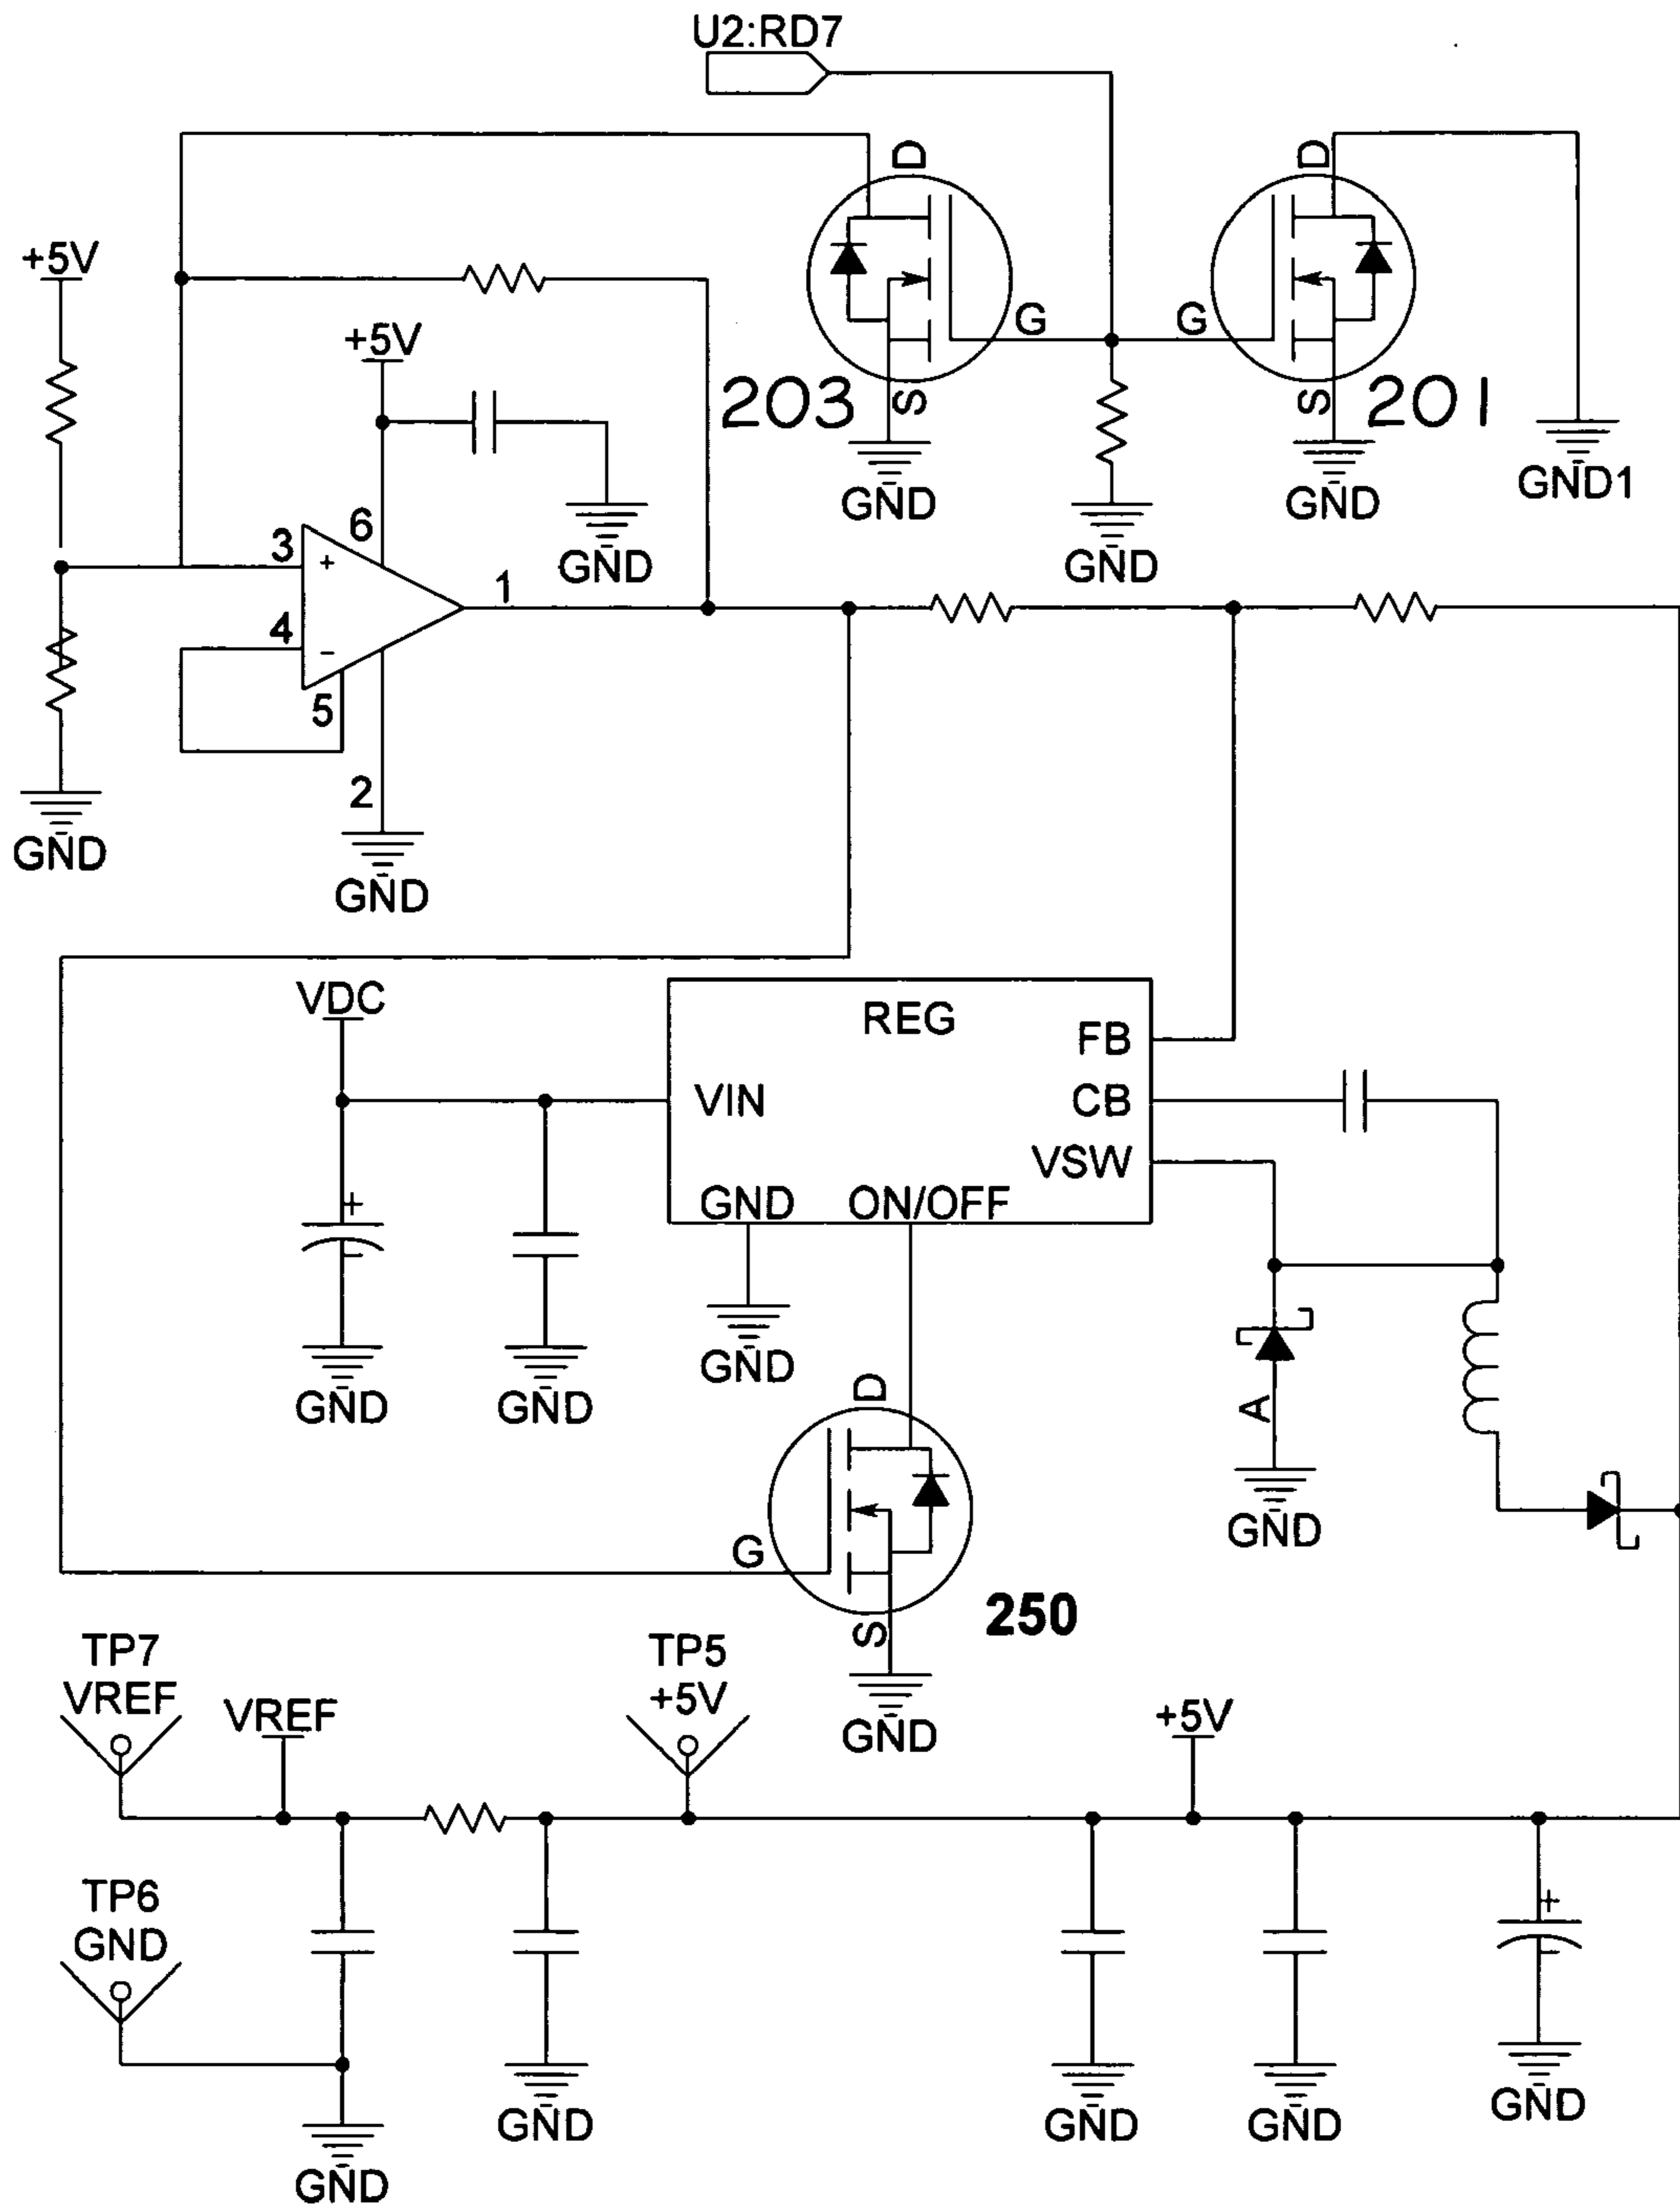 U2:RD7
D
D
+5V
+5V
G
G
203
S
S
201
GND
GND
GND1
3
+
6
GND
GND
1
4
-
5
2
GND
GND
VDC
REG
FB
VIN
CB
VSW
+
-
GND
ON/OFF
GND
GND
GND
D
A
GND
G
250
S
GND
TP7
VREF
VREF
TP5
+5V
+5V
TP6
GND
+
-
GND
GND
GND
GND
GND